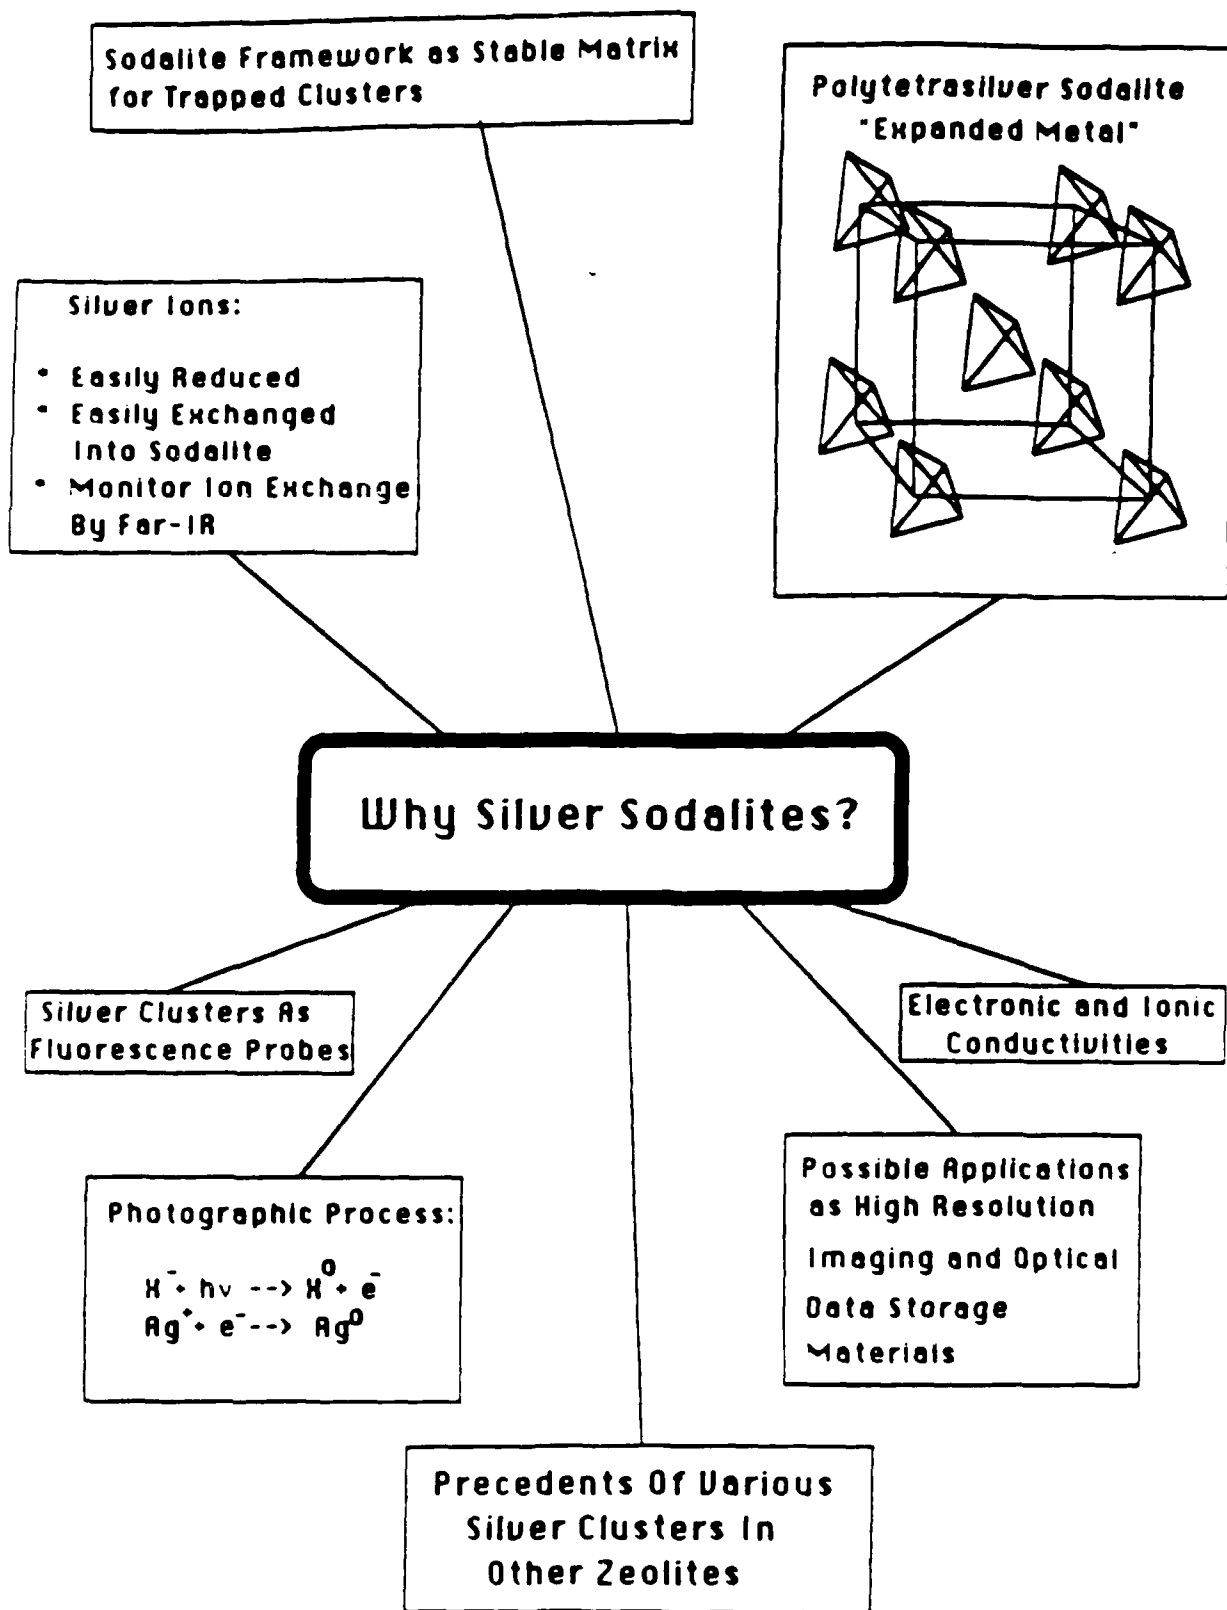 Sodalite Framework as Stable Matrix
for Trapped Clusters
Polytetrasilver Sodalite
"Expanded Metal"
Silver Ions:
• Easily Reduced
• Easily Exchanged
Into Sodalite
• Monitor Ion Exchange
By Far-IR
Why Silver Sodalites?
Silver Clusters As
Fluorescence Probes
Electronic and Ionic
Conductivities
Photographic Process:
X⁻ + hν --> X⁰ + e⁻
Ag⁺ + e⁻ --> Ag⁰
Possible Applications
as High Resolution
Imaging and Optical
Data Storage
Materials
Precedents Of Various
Silver Clusters In
Other Zeolites